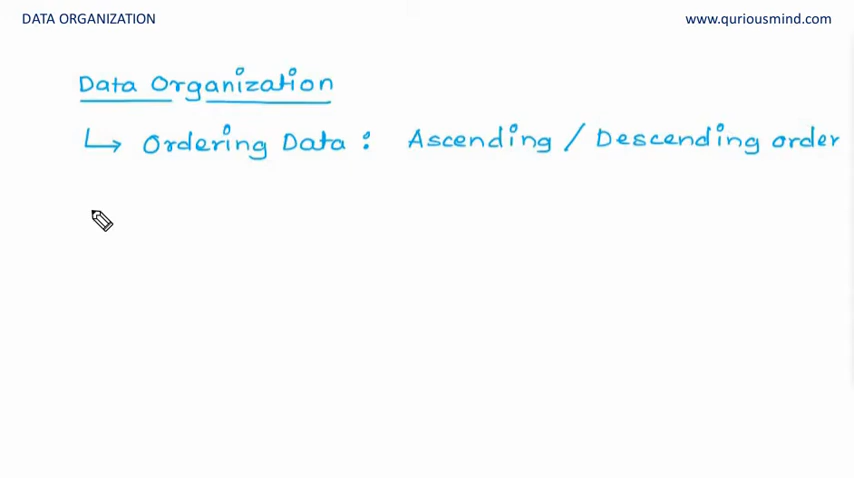 DATA ORGANIZATION
www.quriousmind.com
Data Organization
↳ Ordering Data : Ascending / Descending order